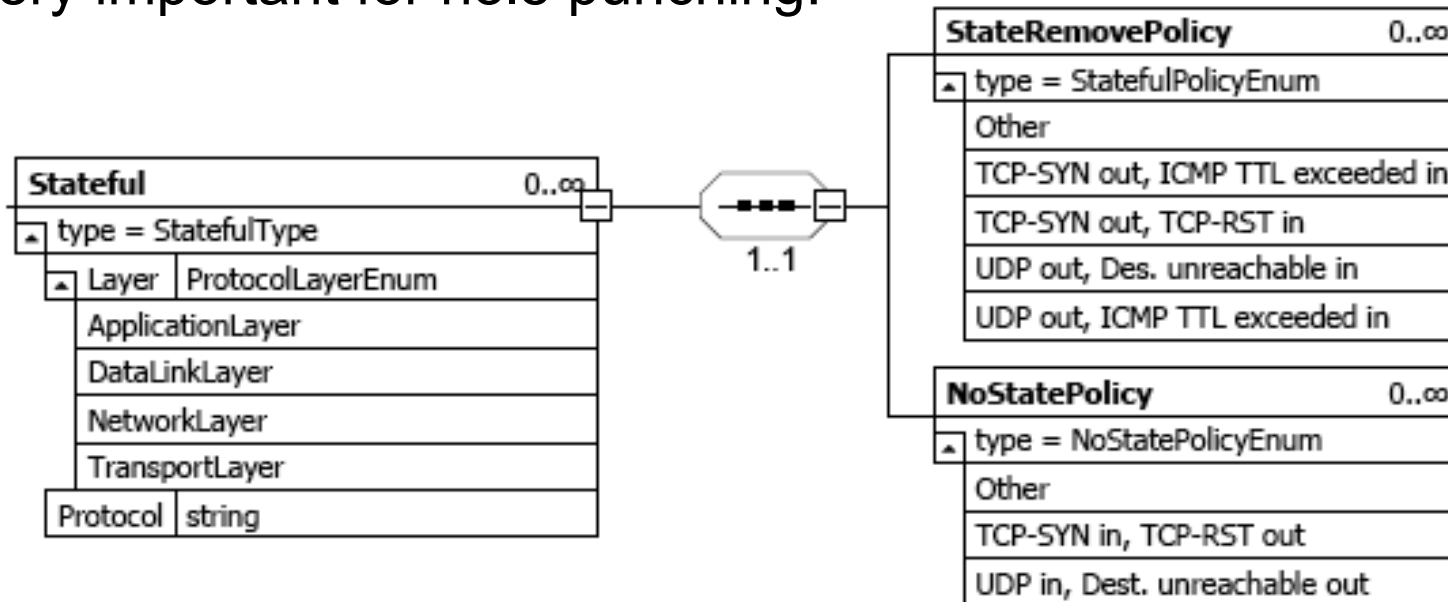 ery important for hole punching.
Stateful 0..∞
type = StatefulType
Layer ProtocolLayerEnum
ApplicationLayer
DataLinkLayer
NetworkLayer
TransportLayer
Protocol string
1..1
StateRemovePolicy 0..∞
type = StatefulPolicyEnum
Other
TCP-SYN out, ICMP TTL exceeded in
TCP-SYN out, TCP-RST in
UDP out, Des. unreachable in
UDP out, ICMP TTL exceeded in
NoStatePolicy 0..∞
type = NoStatePolicyEnum
Other
TCP-SYN in, TCP-RST out
UDP in, Dest. unreachable out